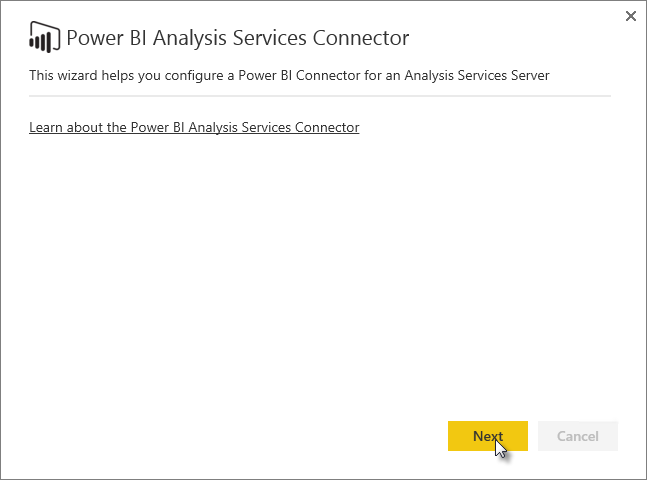 Power BI Analysis Services Connector
This wizard helps you configure a Power BI Connector for an Analysis Services Server
Learn about the Power BI Analysis Services Connector
Next
Cancel